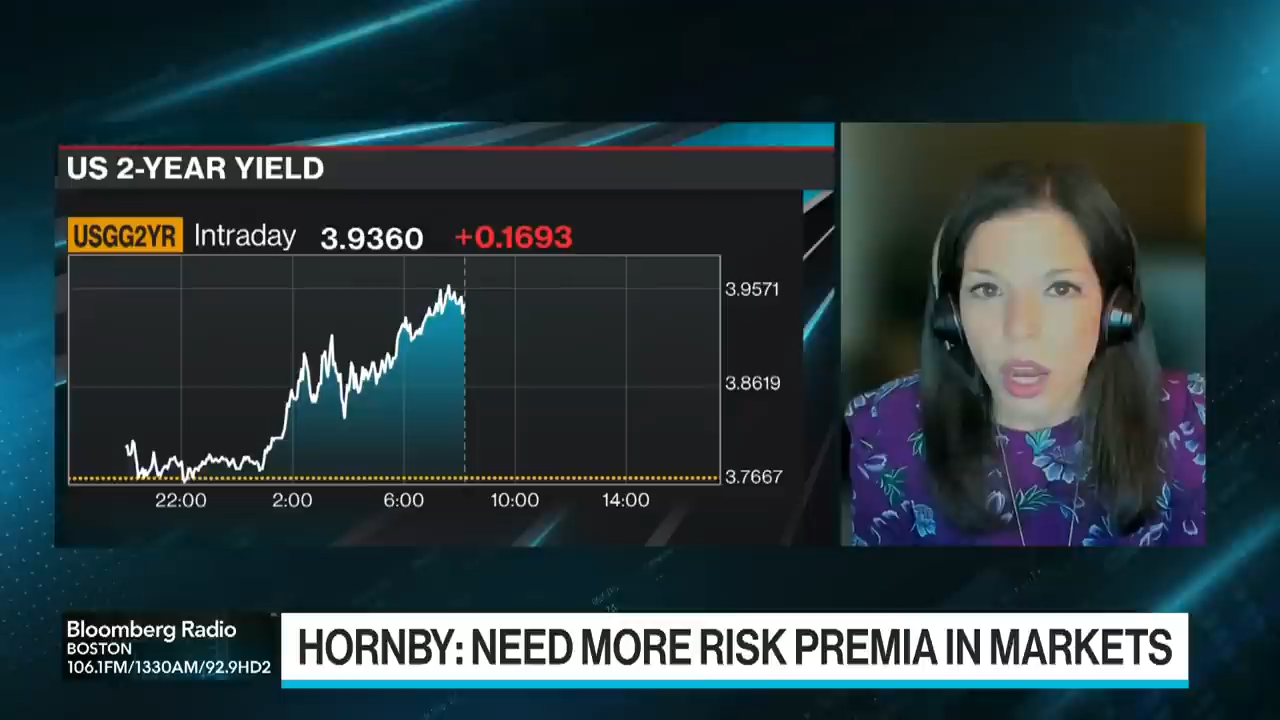 US 2-YEAR YIELD
USGG2YR Intraday 3.9360 +0.1693
3.9571
3.8619
3.7667
22:00 2:00 6:00 10:00 14:00
Bloomberg Radio
BOSTON
106.1FM/1330AM/92.9HD2
HORNBY: NEED MORE RISK PREMIA IN MARKETS